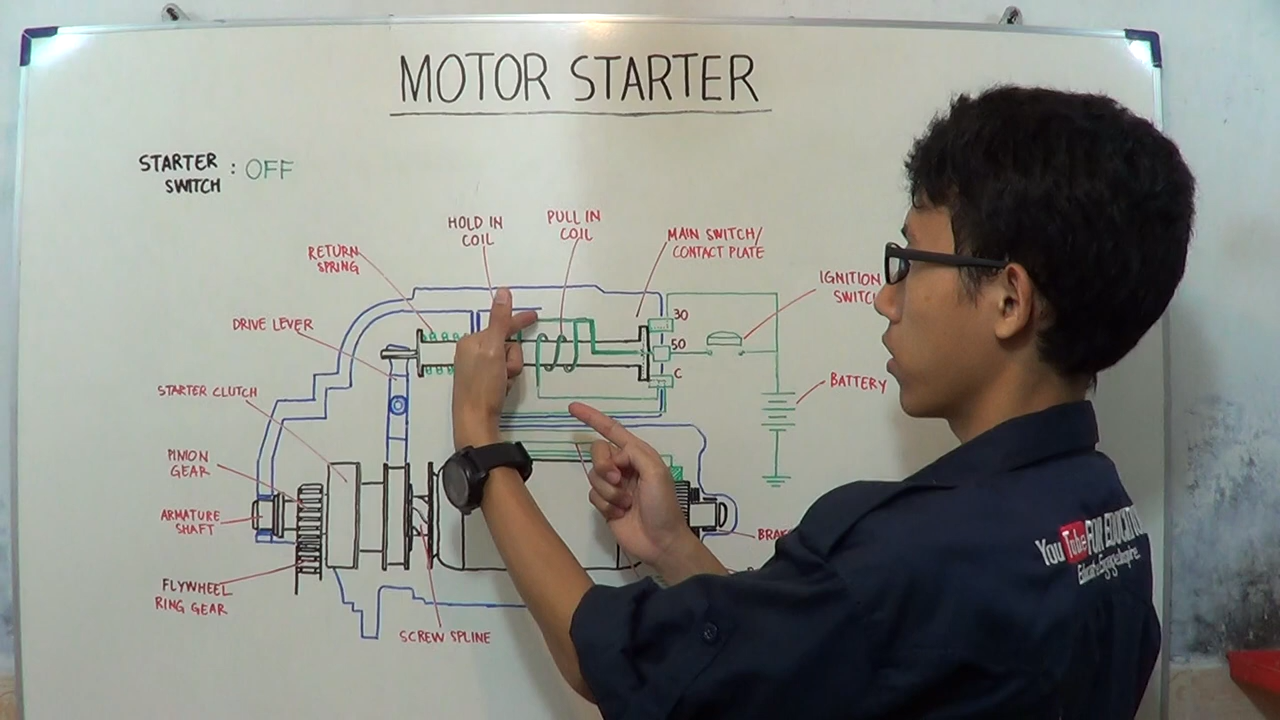 MOTOR STARTER
STARTER : OFF
SWITCH
HOLD IN
COIL
PULL IN
COIL
MAIN SWITCH/
CONTACT PLATE
RETURN
SPRING
IGNITION
DRIVE LEVER
30
50
C
BATTERY
STARTER CLUTCH
PINION
GEAR
ARMATURE
SHAFT
FLYWHEEL
RING GEAR
SCREW SPLINE
YouTube FOR